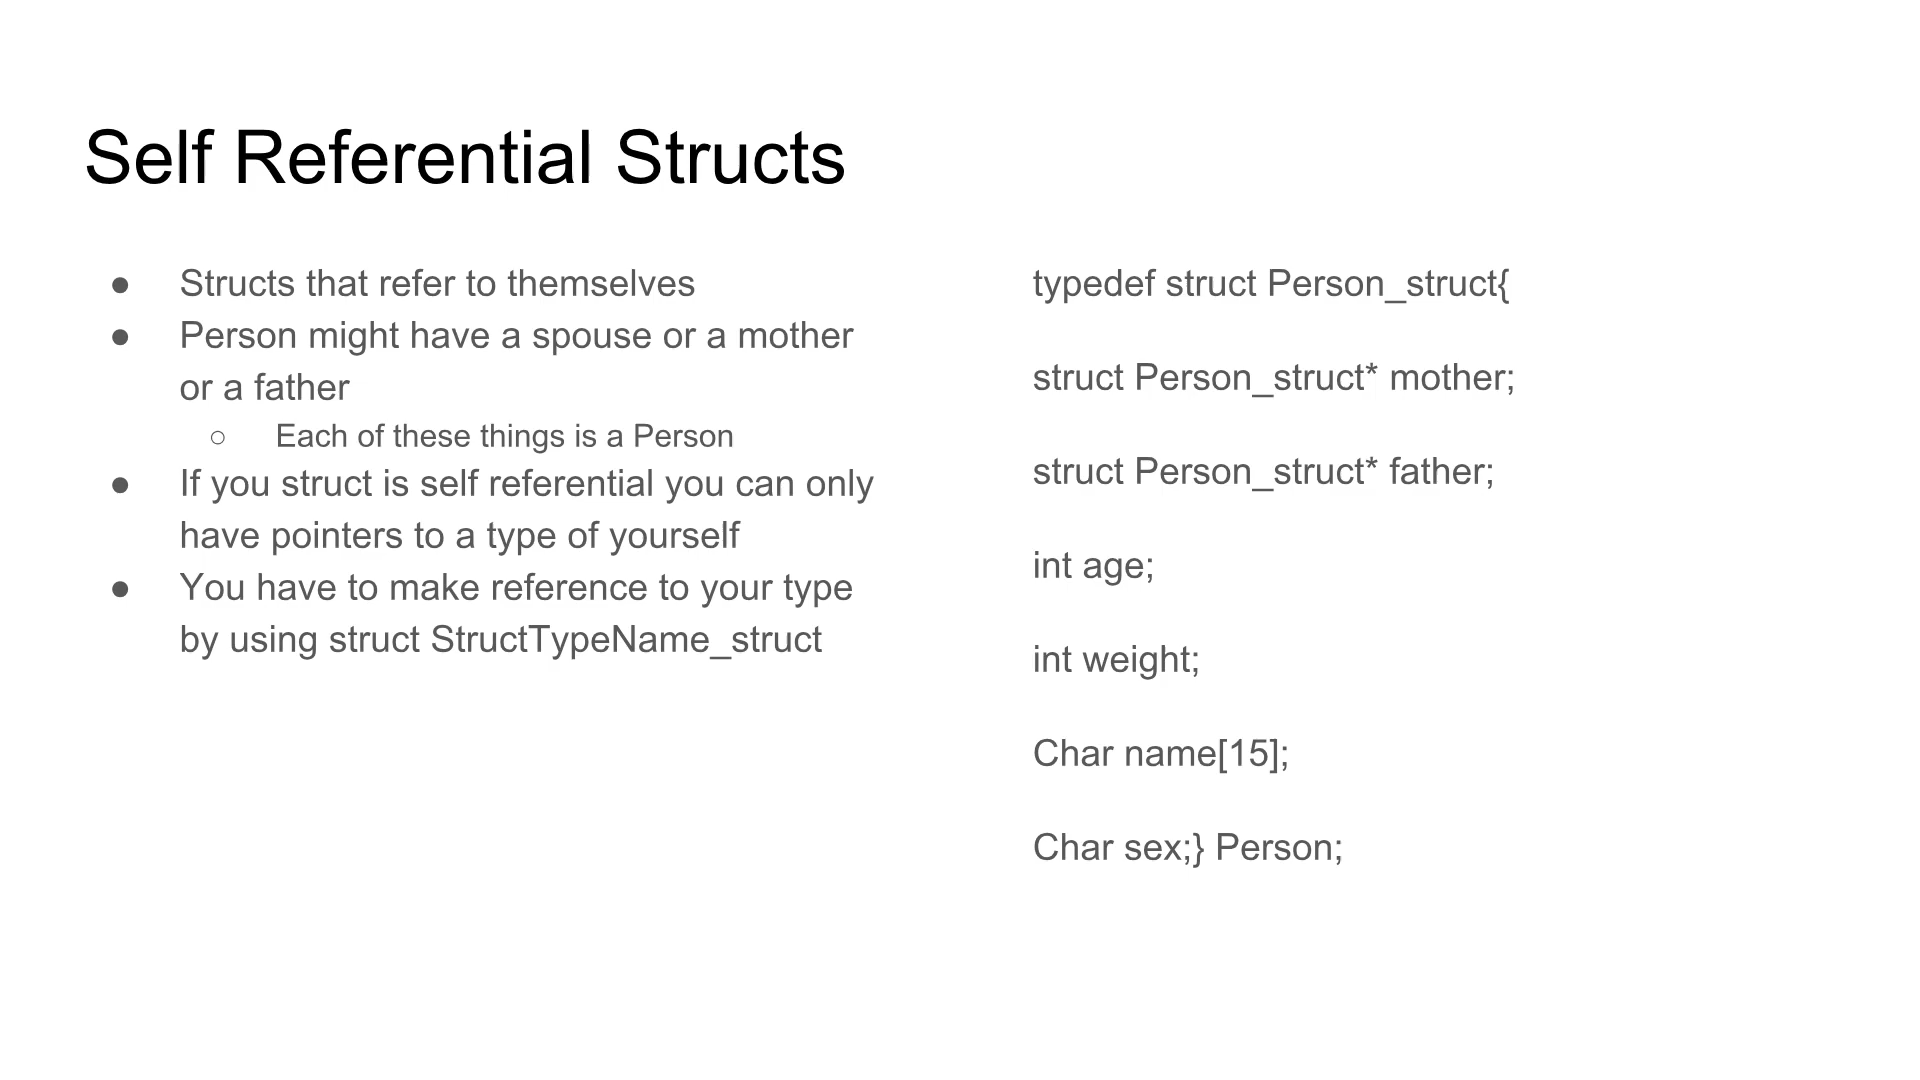 Self Referential Structs
● Structs that refer to themselves
● Person might have a spouse or a mother
or a father
○ Each of these things is a Person
● If you struct is self referential you can only
have pointers to a type of yourself
● You have to make reference to your type
by using struct StructTypeName_struct
typedef struct Person_struct{
struct Person_struct* mother;
struct Person_struct* father;
int age;
int weight;
Char name[15];
Char sex;} Person;